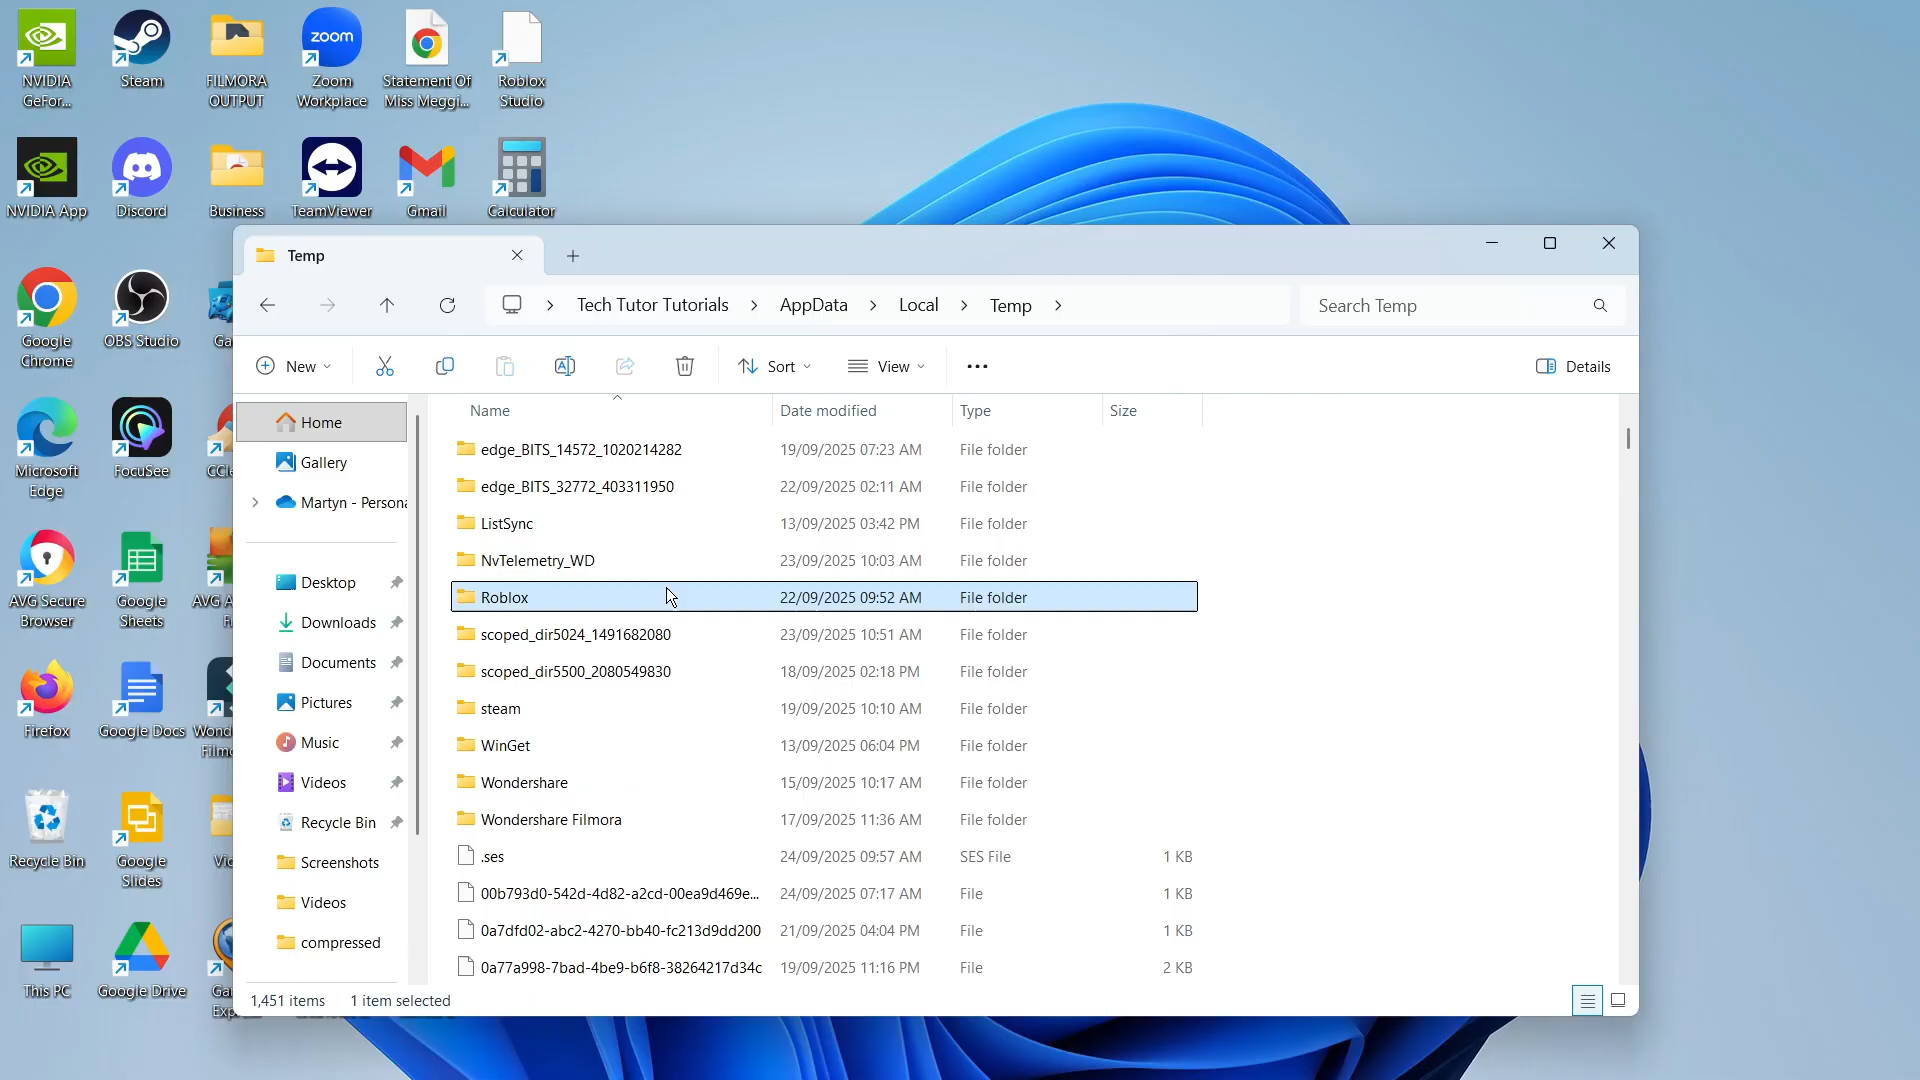 NVIDIA
GeFor...
Steam
FILMORA
OUTPUT
zoom
Zoom
Workplace
Statement Of
Miss Meggi...
Roblox
Studio
NVIDIA App
Discord
Business
TeamViewer
Gmail
Calculator
Google
Chrome
OBS Studio
Ga
Microsoft
Edge
FocuSee
CCle
AVG Secure
Browser
Google
Sheets
AVG A
Firefox
Google Docs
Wond
Filmo
Recycle Bin
Google
Slides
Vid
This PC
Google Drive
Ga
Exp
Temp
Tech Tutor Tutorials
AppData
Local
Temp
Search Temp
New
Sort
View
Details
Home
Gallery
Martyn - Persona
Desktop
Downloads
Documents
Pictures
Music
Videos
Recycle Bin
Screenshots
Videos
compressed
Name Date modified Type Size
edge_BITS_14572_1020214282 19/09/2025 07:23 AM File folder
edge_BITS_32772_403311950 22/09/2025 02:11 AM File folder
ListSync 13/09/2025 03:42 PM File folder
NvTelemetry_WD 23/09/2025 10:03 AM File folder
Roblox 22/09/2025 09:52 AM File folder
scoped_dir5024_1491682080 23/09/2025 10:51 AM File folder
scoped_dir5500_2080549830 18/09/2025 02:18 PM File folder
steam 19/09/2025 10:10 AM File folder
WinGet 13/09/2025 06:04 PM File folder
Wondershare 15/09/2025 10:17 AM File folder
Wondershare Filmora 17/09/2025 11:36 AM File folder
.ses 24/09/2025 09:57 AM SES File 1 KB
00b793d0-542d-4d82-a2cd-00ea9d469e... 24/09/2025 07:17 AM File 1 KB
0a7dfd02-abc2-4270-bb40-fc213d9dd200 21/09/2025 04:04 PM File 1 KB
0a77a998-7bad-4be9-b6f8-38264217d34c 19/09/2025 11:16 PM File 2 KB
1,451 items 1 item selected